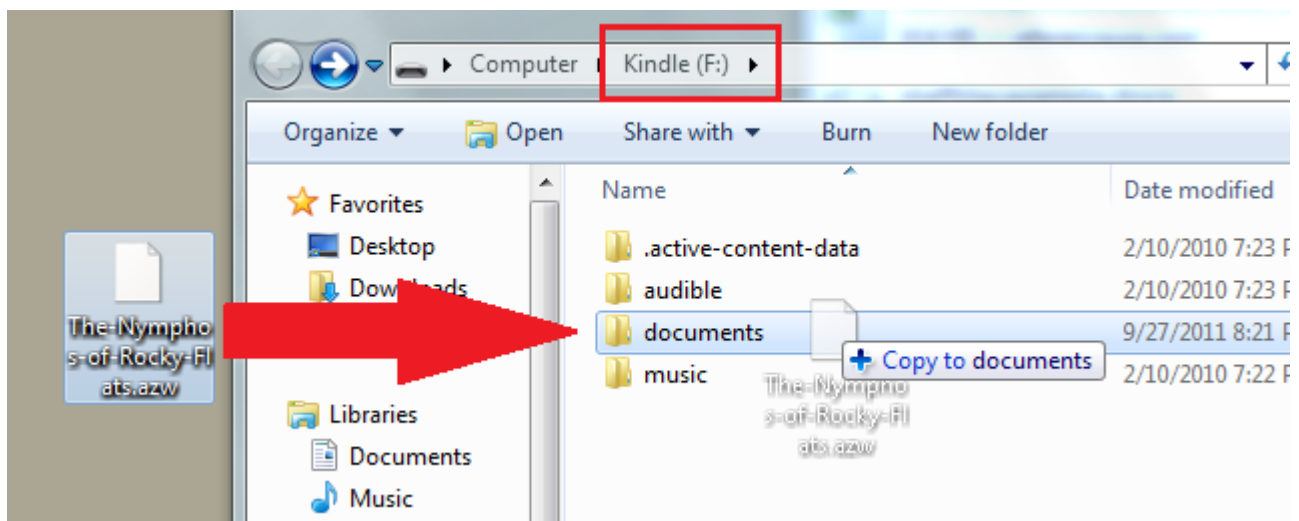 Computer
Kindle (F:)
Organize
Open
Share with
Burn
New folder
Name
Date modified
Favorites
Desktop
Downloads
Libraries
Documents
Music
.active-content-data
2/10/2010 7:23
audible
2/10/2010 7:23
documents
9/27/2011 8:21
music
2/10/2010 7:22
Copy to documents
The-Nympho
s-of-Rocky-Fl
ats.azw
The-Nympho
s-of-Rocky-Fl
ats.azw